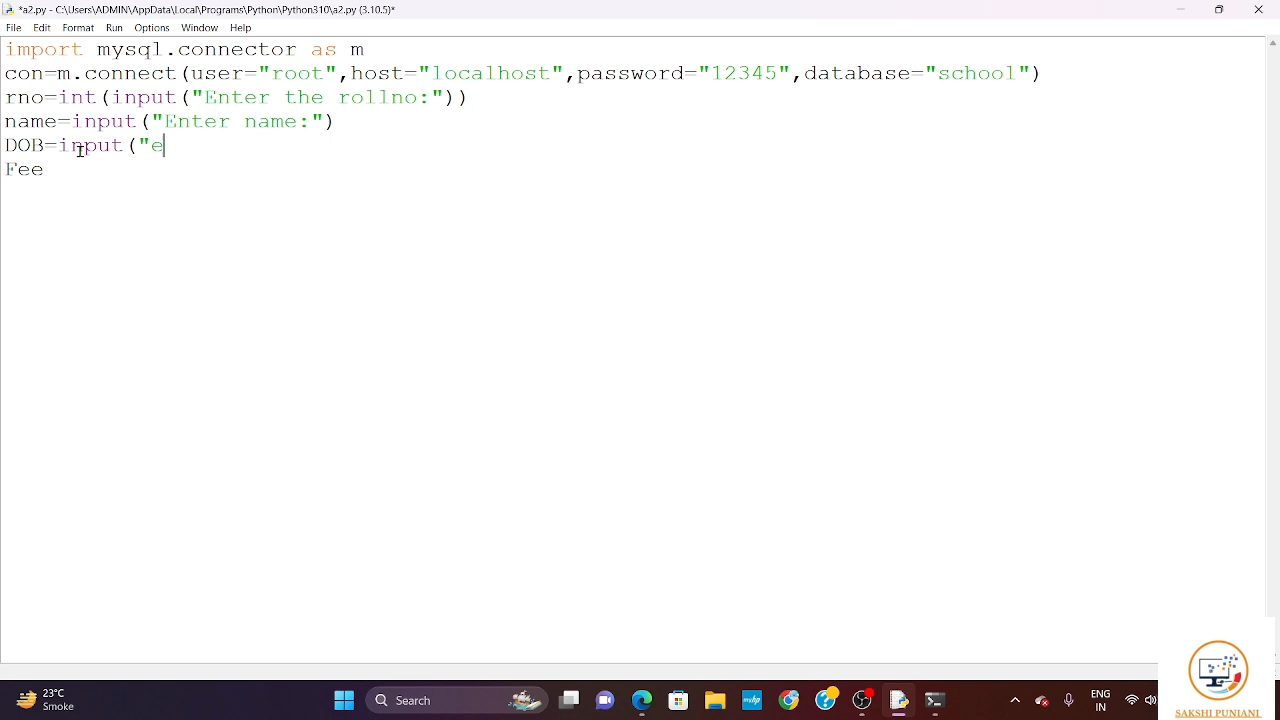 *a2.py - C:\Users\ADMIN\AppData\Local\Programs\Python\Python310\a2.py (3.10.5)*
File Edit Format Run Options Window Help
import mysql.connector as m
con=m.connect(user="root",host="localhost",password="12345",database="school")
rno=int(input("Enter the rollno:"))
name=input("Enter name:")
DOB=input("e
Fee
SAKSHI PUNIANI
23°C
Smoke
Search
ENG
IN